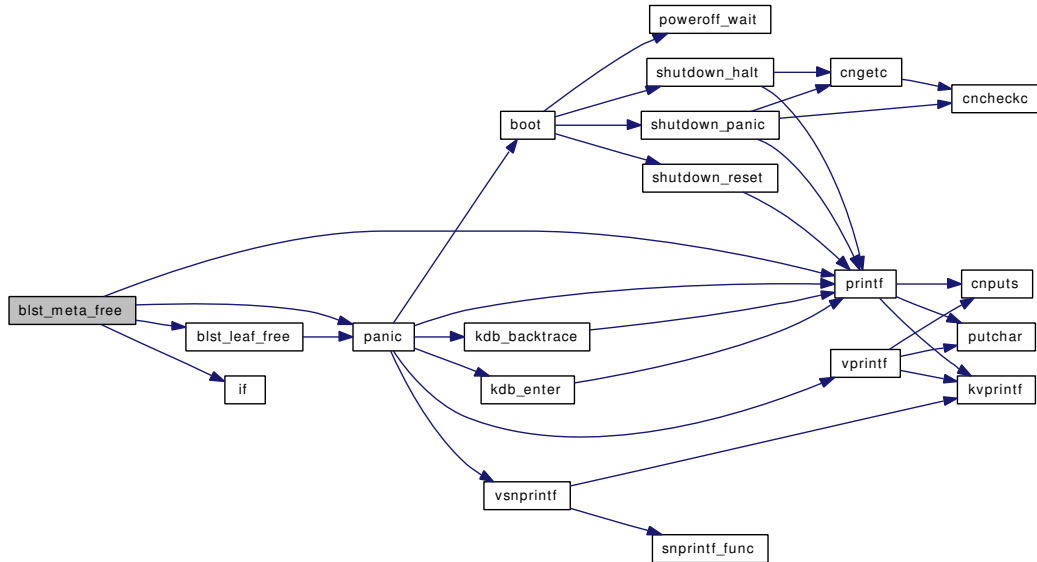 poweroff_wait
shutdown_halt
cngetc
cncheckc
boot
shutdown_panic
shutdown_reset
blst_meta_free
printf
cnputs
blst_leaf_free
panic
kdb_backtrace
putchar
vprintf
if
kdb_enter
kvprintf
vsnprintf
snprintf_func